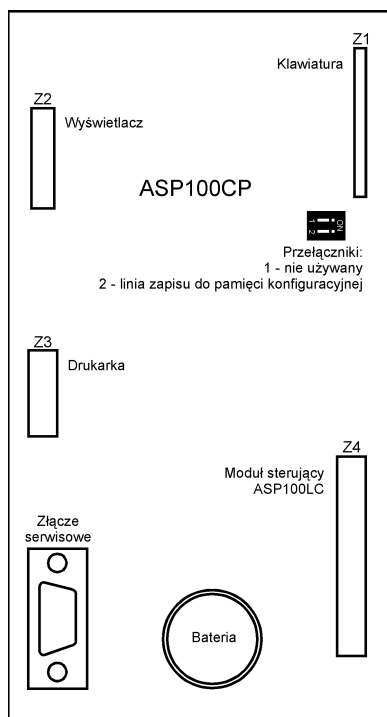 Z1
Klawiatura
Z2
Wyświetlacz
ASP100CP
ON
1
2
Przełączniki:
1 - nie używany
2 - linia zapisu do pamięci konfiguracyjnej
Z3
Drukarka
Z4
Moduł sterujący
ASP100LC
Złącze
serwisowe
Bateria